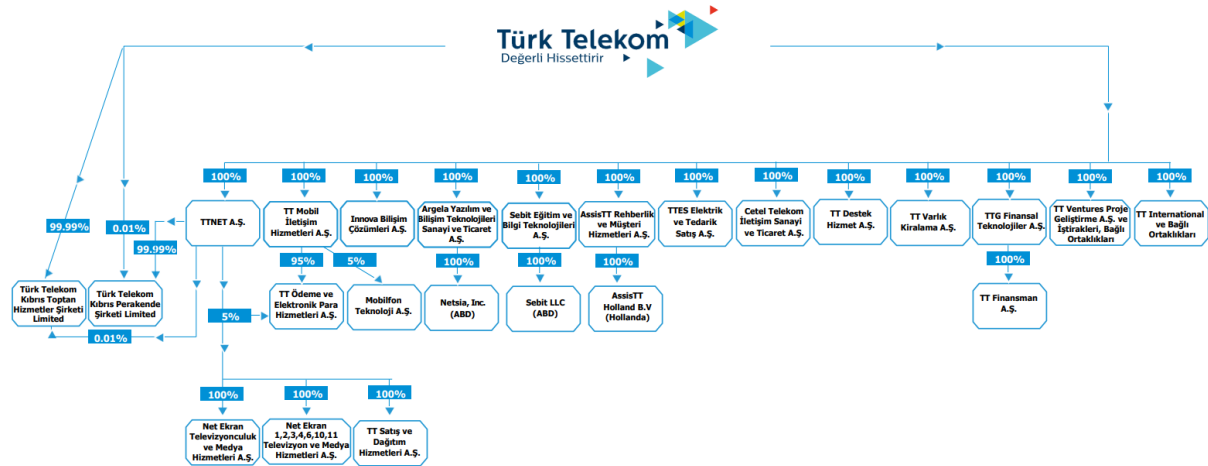 Türk Telekom
Değerli Hissettirir
100%
100%
100%
100%
100%
100%
100%
100%
100%
100%
100%
100%
100%
TTNET A.Ş.
TT Mobil
İletişim
Hizmetleri A.Ş.
Innova Bilişim
Çözümleri A.Ş.
Argela Yazılım ve
Bilişim Teknolojileri
Sanayi ve Ticaret
A.Ş.
Sebit Eğitim ve
Bilgi Teknolojileri
A.Ş.
AssisTT Rehberlik
ve Müşteri
Hizmetleri A.Ş.
TTES Elektrik
ve Tedarik
Satış A.Ş.
Cetel Telekom
İletişim Sanayi
ve Ticaret A.Ş.
TT Destek
Hizmet A.Ş.
TT Varlık
Kiralama A.Ş.
TTG Finansal
Teknolojiler A.Ş.
TT Ventures Proje
Geliştirme A.Ş. ve
İştirakleri, Bağlı
Ortaklıkları
TT International
ve Bağlı
Ortaklıkları
99.99%
0.01%
99.99%
95%
5%
100%
100%
100%
100%
Türk Telekom
Kıbrıs Toptan
Hizmetler Şirketi
Limited
Türk Telekom
Kıbrıs Perakende
Şirketi Limited
TT Ödeme ve
Elektronik Para
Hizmetleri A.Ş.
Mobilfon
Teknoloji A.Ş.
Netsia, Inc.
(ABD)
Sebit LLC
(ABD)
AssisTT
Holland B.V
(Hollanda)
TT Finansman
A.Ş.
5%
0.01%
100%
100%
100%
Net Ekran
Televizyonculuk
ve Medya
Hizmetleri A.Ş.
Net Ekran
1,2,3,4,6,10,11
Televizyon ve Medya
Hizmetleri A.Ş.
TT Satış ve
Dağıtım
Hizmetleri A.Ş.